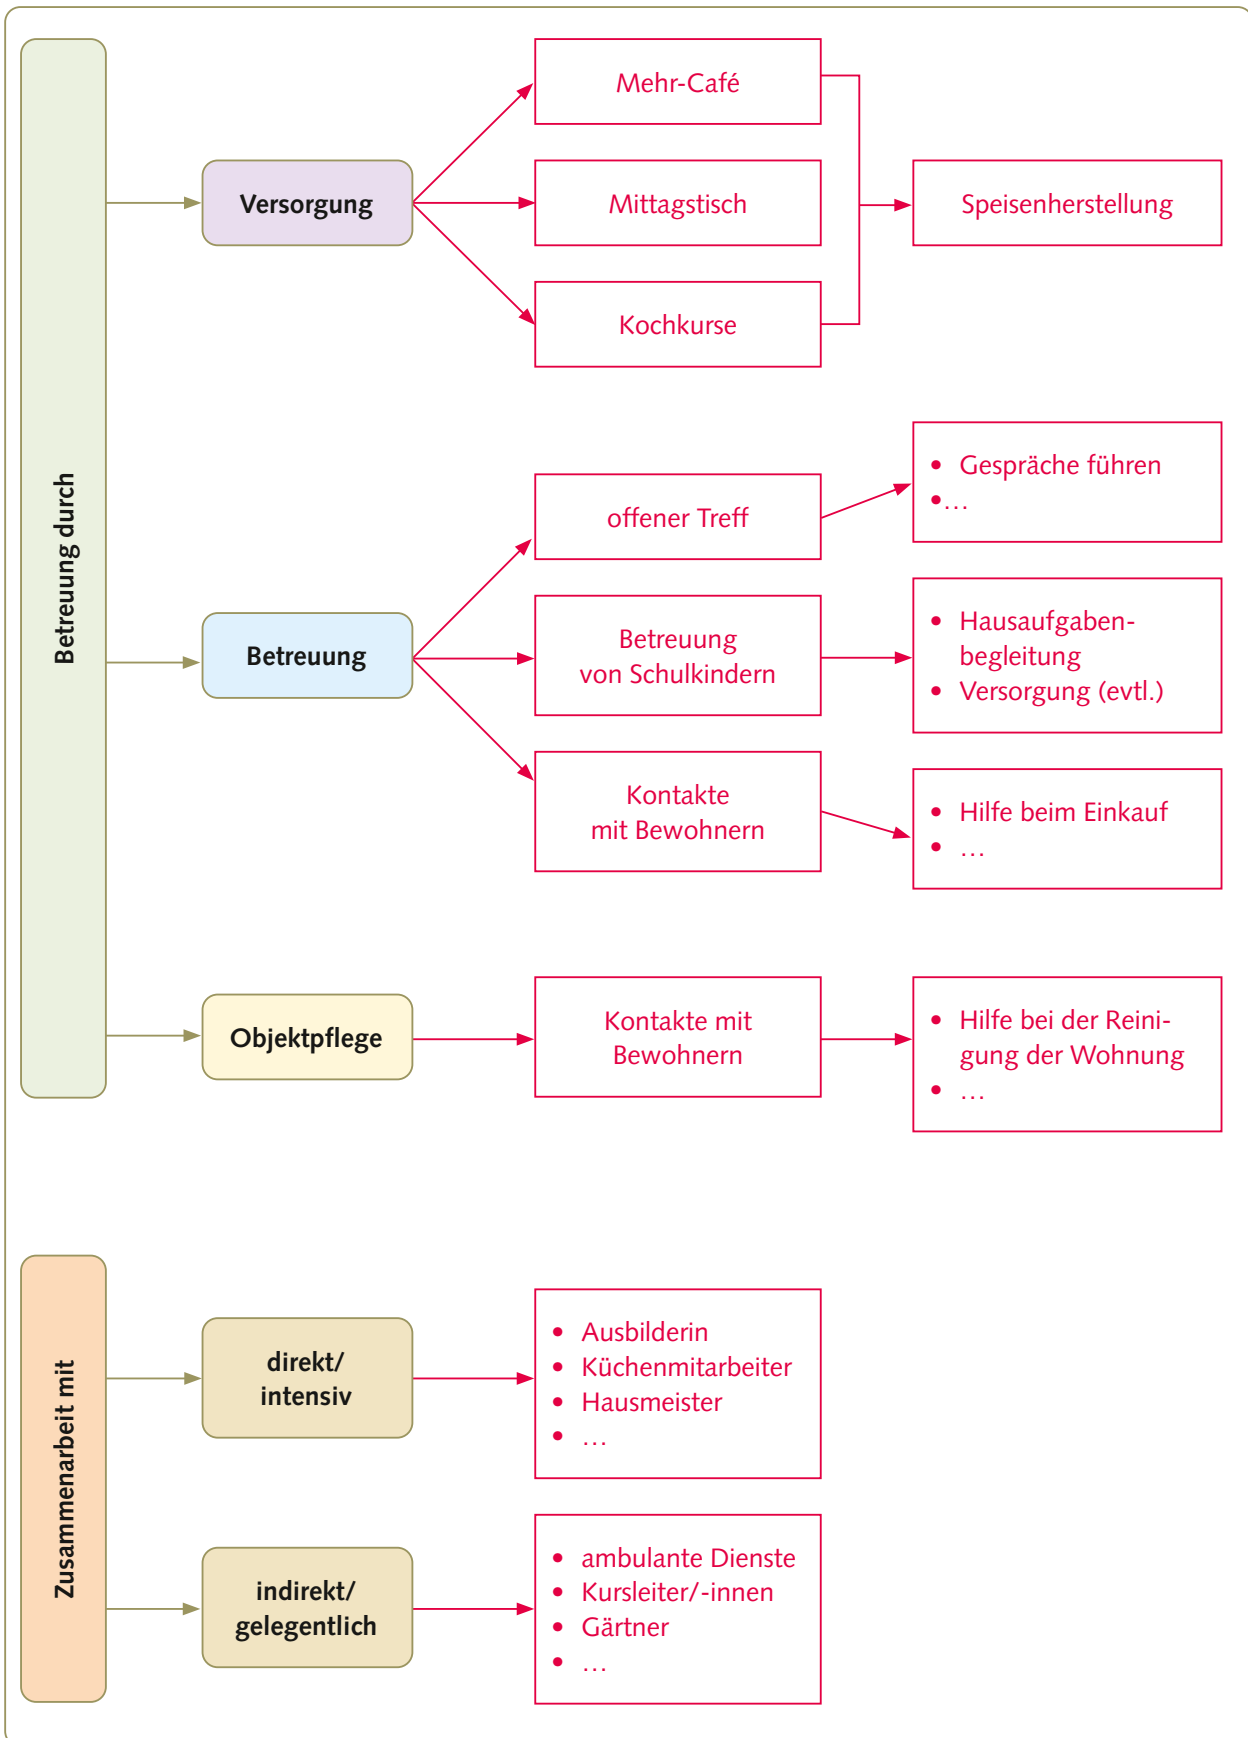 Betreuung durch
Versorgung
Mehr-Café
Mittagstisch
Kochkurse
Speisenherstellung
Betreuung
offener Treff
• Gespräche führen
•…
Betreuung
von Schulkindern
• Hausaufgaben-
begleitung
• Versorgung (evtl.)
Kontakte
mit Bewohnern
• Hilfe beim Einkauf
• …
Objektpflege
Kontakte mit
Bewohnern
• Hilfe bei der Reini-
gung der Wohnung
• …
Zusammenarbeit mit
direkt/
intensiv
• Ausbilderin
• Küchenmitarbeiter
• Hausmeister
• …
indirekt/
gelegentlich
• ambulante Dienste
• Kursleiter/-innen
• Gärtner
• …